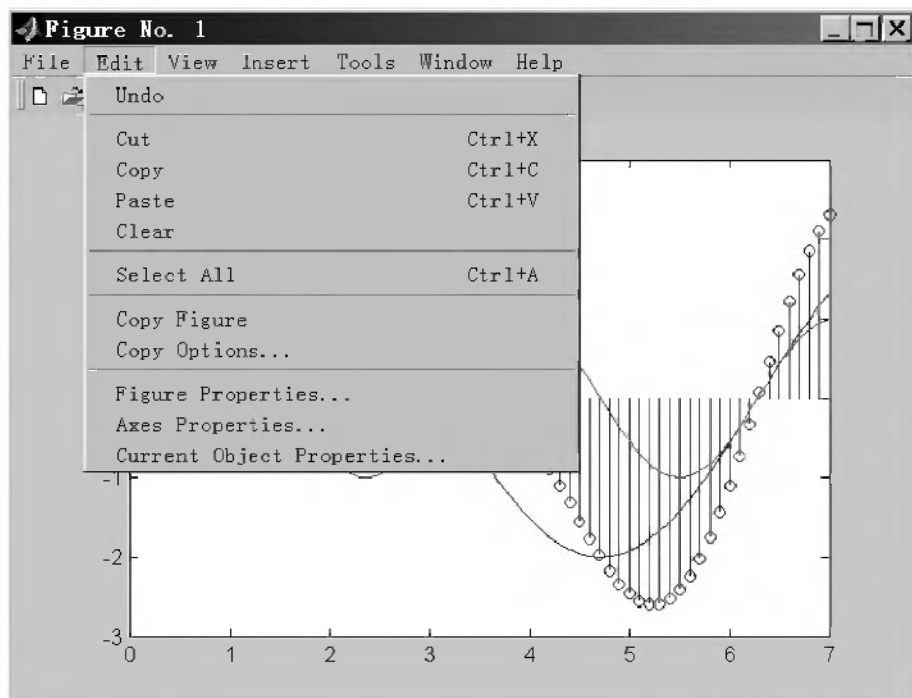 Figure No. 1
File Edit View Insert Tools Window Help
Undo
Cut Ctrl+X
Copy Ctrl+C
Paste Ctrl+V
Clear
Select All Ctrl+A
Copy Figure
Copy Options...
Figure Properties...
Axes Properties...
Current Object Properties...
-1
-2
-3
0 1 2 3 4 5 6 7